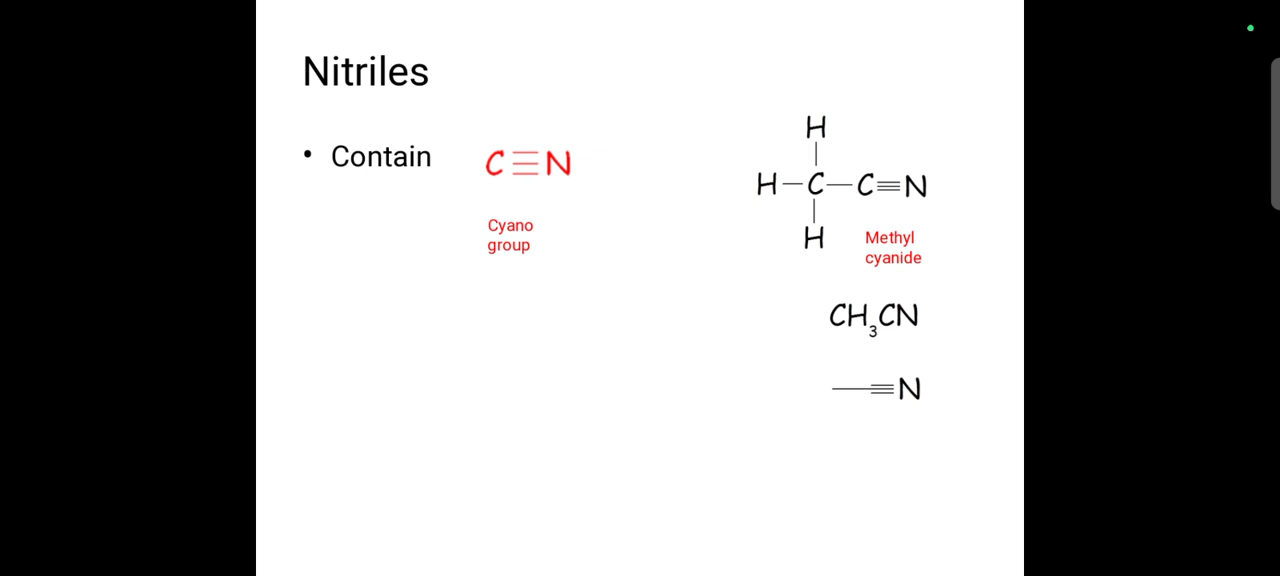 Nitriles
• Contain C≡N
Cyano
group
H
H–C–C≡N
H
Methyl
cyanide
CH₃CN
—≡N